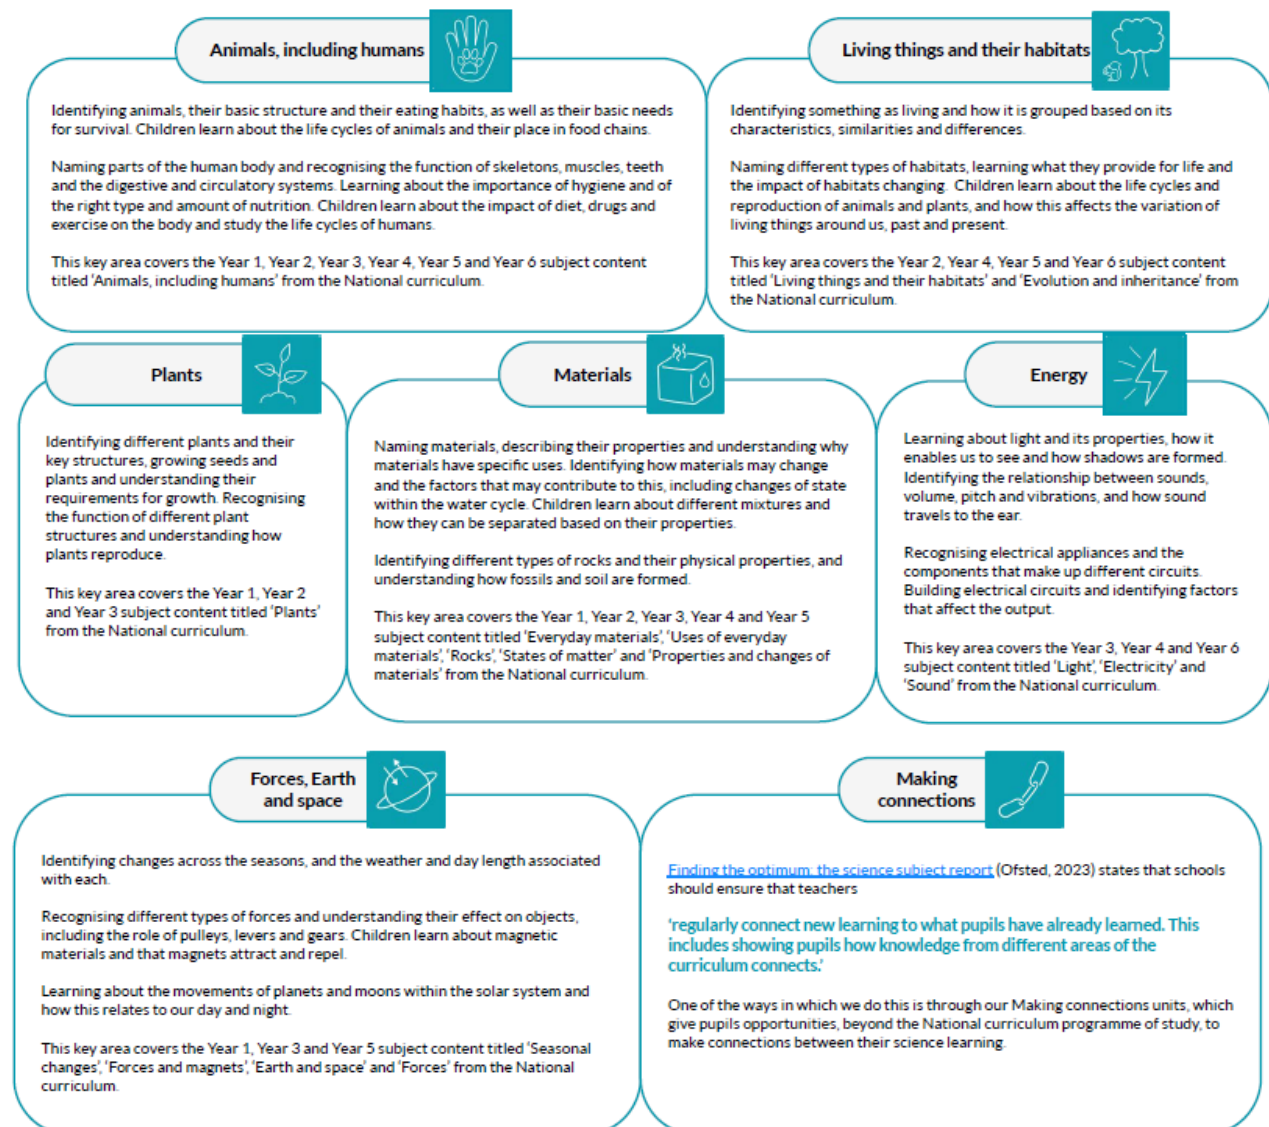 Animals, including humans
Identifying animals, their basic structure and their eating habits, as well as their basic needs
for survival. Children learn about the life cycles of animals and their place in food chains.
Naming parts of the human body and recognising the function of skeletons, muscles, teeth
and the digestive and circulatory systems. Learning about the importance of hygiene and of
the right type and amount of nutrition. Children learn about the impact of diet, drugs and
exercise on the body and study the life cycles of humans.
This key area covers the Year 1, Year 2, Year 3, Year 4, Year 5 and Year 6 subject content
titled ‘Animals, including humans’ from the National curriculum.
Living things and their habitats
Identifying something as living and how it is grouped based on its
characteristics, similarities and differences.
Naming different types of habitats, learning what they provide for life and
the impact of habitats changing. Children learn about the life cycles and
reproduction of animals and plants, and how this affects the variation of
living things around us, past and present.
This key area covers the Year 2, Year 4, Year 5 and Year 6 subject content
titled ‘Living things and their habitats’ and ‘Evolution and inheritance’ from
the National curriculum.
Plants
Identifying different plants and their
key structures, growing seeds and
plants and understanding their
requirements for growth. Recognising
the function of different plant
structures and understanding how
plants reproduce.
This key area covers the Year 1, Year 2
and Year 3 subject content titled ‘Plants’
from the National curriculum.
Materials
Naming materials, describing their properties and understanding why
materials have specific uses. Identifying how materials may change
and the factors that may contribute to this, including changes of state
within the water cycle. Children learn about different mixtures and
how they can be separated based on their properties.
Identifying different types of rocks and their physical properties, and
understanding how fossils and soil are formed.
This key area covers the Year 1, Year 2, Year 3, Year 4 and Year 5
subject content titled ‘Everyday materials’, ‘Uses of everyday
materials’, ‘Rocks’, ‘States of matter’ and ‘Properties and changes of
materials’ from the National curriculum.
Energy
Learning about light and its properties, how it
enables us to see and how shadows are formed.
Identifying the relationship between sounds,
volume, pitch and vibrations, and how sound
travels to the ear.
Recognising electrical appliances and the
components that make up different circuits.
Building electrical circuits and identifying factors
that affect the output.
This key area covers the Year 3, Year 4 and Year 6
subject content titled ‘Light’, ‘Electricity’ and
‘Sound’ from the National curriculum.
Forces, Earth
and space
Identifying changes across the seasons, and the weather and day length associated
with each.
Recognising different types of forces and understanding their effect on objects,
including the role of pulleys, levers and gears. Children learn about magnetic
materials and that magnets attract and repel.
Learning about the movements of planets and moons within the solar system and
how this relates to our day and night.
This key area covers the Year 1, Year 3 and Year 5 subject content titled ‘Seasonal
changes’, ‘Forces and magnets’, ‘Earth and space’ and ‘Forces’ from the National
curriculum.
Making
connections
Finding the optimum: the science subject report (Ofsted, 2023) states that schools
should ensure that teachers
‘regularly connect new learning to what pupils have already learned. This
includes showing pupils how knowledge from different areas of the
curriculum connects.’
One of the ways in which we do this is through our Making connections units, which
give pupils opportunities, beyond the National curriculum programme of study, to
make connections between their science learning.